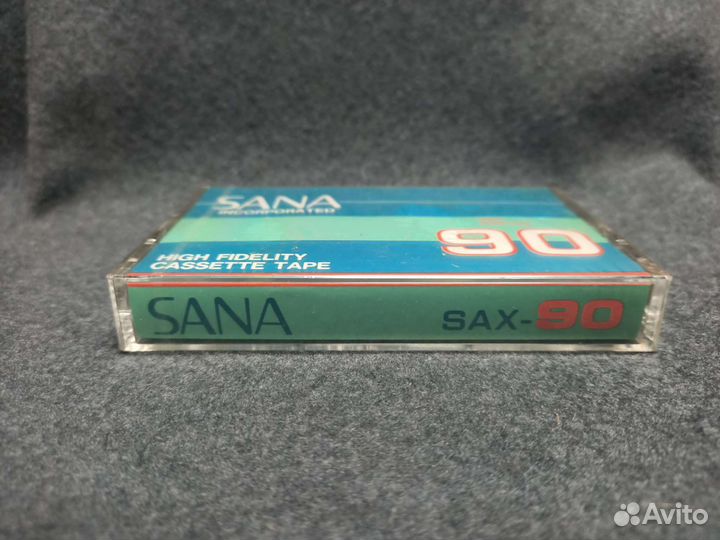 SANA
INCORPORATED
90
HIGH FIDELITY
CASSETTE TAPE
SANA SAX-90
Avito